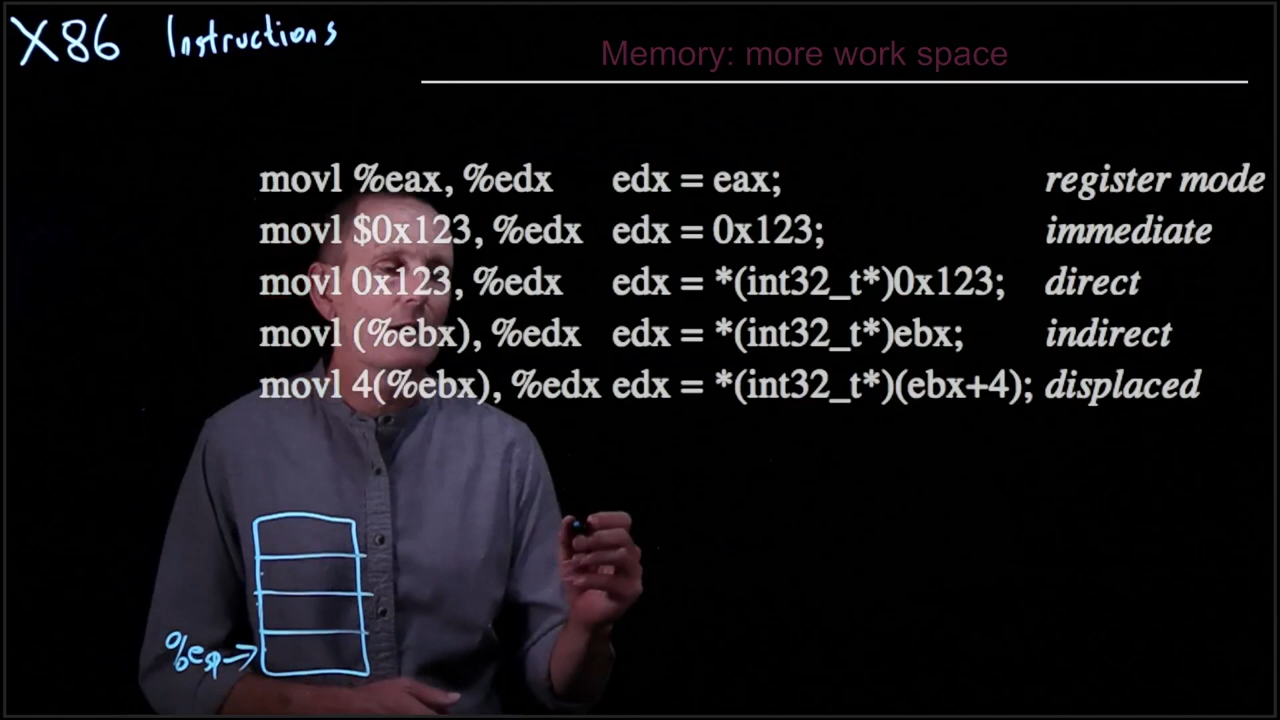 X86 Instructions
Memory: more work space
movl %eax, %edx edx = eax; register mode
movl $0x123, %edx edx = 0x123; immediate
movl 0x123, %edx edx = *(int32_t*)0x123; direct
movl (%ebx), %edx edx = *(int32_t*)ebx; indirect
movl 4(%ebx), %edx edx = *(int32_t*)(ebx+4); displaced
%esp